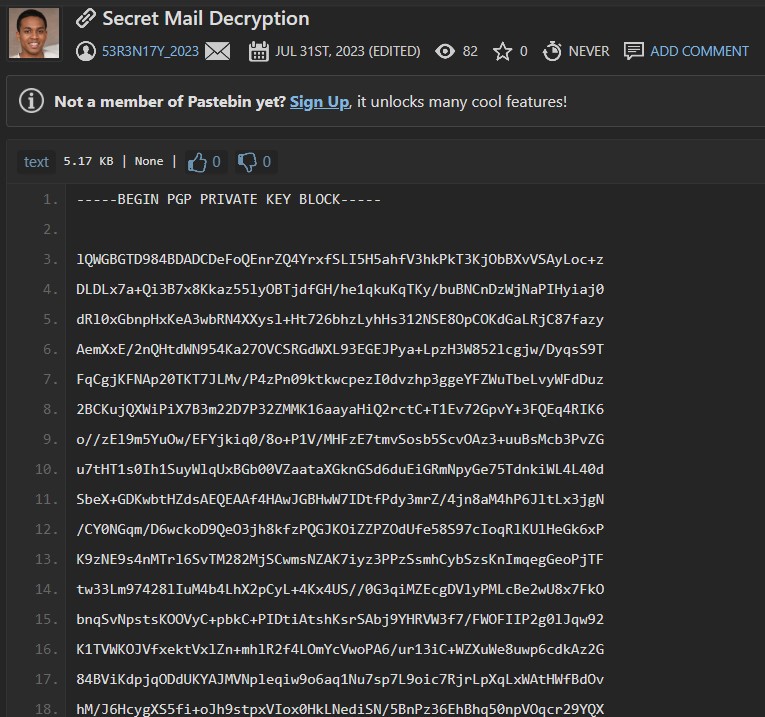 Secret Mail Decryption
53R3N17Y_2023 JUL 31ST, 2023 (EDITED) 82 0 NEVER ADD COMMENT
Not a member of Pastebin yet? Sign Up, it unlocks many cool features!
text 5.17 KB | None | 0 0
1. -----BEGIN PGP PRIVATE KEY BLOCK-----
2.
3. lQWGBGTD984BDADCDeFoQEnrZQ4YrxfSLI5H5ahfV3hkPkT3KjObBXvVSAyLoc+z
4. DLDLx7a+Qi3B7x8Kkaz55lyOBTjdfGH/he1qkuKqTKy/buBNCnDzWjNaPIHyiaj0
5. dRl0xGbnpHxKeA3wbRN4XXysl+Ht726bhzLyhHs312NSE8OpCOKdGaLRjC87fazy
6. AemXxE/2nQHtdWN954Ka27OVCSRGdWXL93EGEJPya+LpzH3W852lcgjw/DyqsS9T
7. FqCgjKFNAp20TKT7JLMv/P4zPn09ktkwcpezI0dvzhp3ggeYFZWuTbeLvyWFdDuz
8. 2BCKujQXWiPiX7B3m22D7P32ZMMK16aayaHiQ2rctC+T1Ev72GpvY+3FQEq4RIK6
9. o//zEl9m5YuOw/EFYjkiq0/8o+P1V/MHFzE7tmvSosb5ScvOAz3+uuBsMcb3PvZG
10. u7tHT1s0Ih1SuyWlqUxBGb00VZaataXGknGSd6duEiGRmNpyGe75TdnkiWL4L40d
11. SbeX+GDKwbtHZdsAEQEAAf4HAwJGBHwW7IDtfPdy3mrZ/4jn8aM4hP6JltLx3jgN
12. /CY0NGqm/D6wckoD9QeO3jh8kfzPQGJKOiZZPZOdUfe58S97cIoqRlKUlHeGk6xP
13. K9zNE9s4nMTrl6SvTM282MjSCwmsNZAK7iyz3PPzSsmhCybSzsKnImqegGeoPjTF
14. tw33Lm97428lIuM4b4LhX2pCyL+4Kx4US//0G3qiMZEcgDVlyPMLcBe2wU8x7FkO
15. bnqSvNpstsKOOVyC+pbkC+PIDtiAtshKsrSAbj9YHRVW3f7/FWOFIIP2g0lJqw92
16. K1TVWKOJVfxektVxlZn+mhlR2f4LOmYcVwoPA6/ur13iC+WZXuWe8uwp6cdkAz2G
17. 84BViKdpjqODdUKYAJMVNpleqiw9o6aq1Nu7sp7L9oic7RjrLpXqLxWAtHWfBdOv
18. hM/J6HcygXS5fi+oJh9stpxVIox0HkLNediSN/5BnPz36EhBhq50npVOqcr29YQX